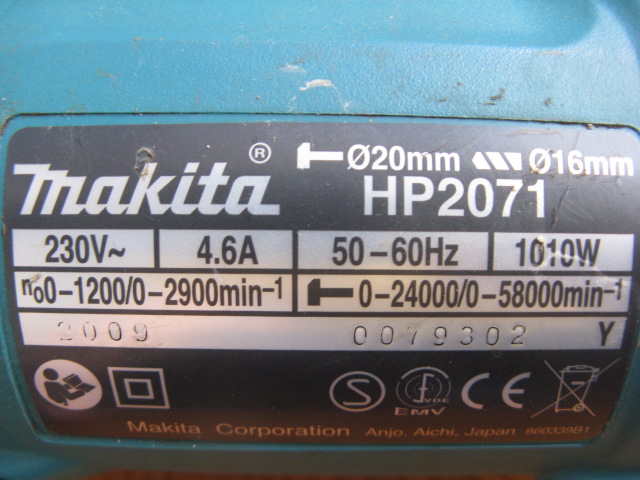 Ø20mm Ø16mm
makita® HP2071
230V~ 4.6A 50-60Hz 1010W
n₀0-1200/0-2900min⁻¹ 0-24000/0-58000min⁻¹
2009 0079302 Y
S VDE CE
EMV
Makita Corporation Anjo, Aichi, Japan 860339B1